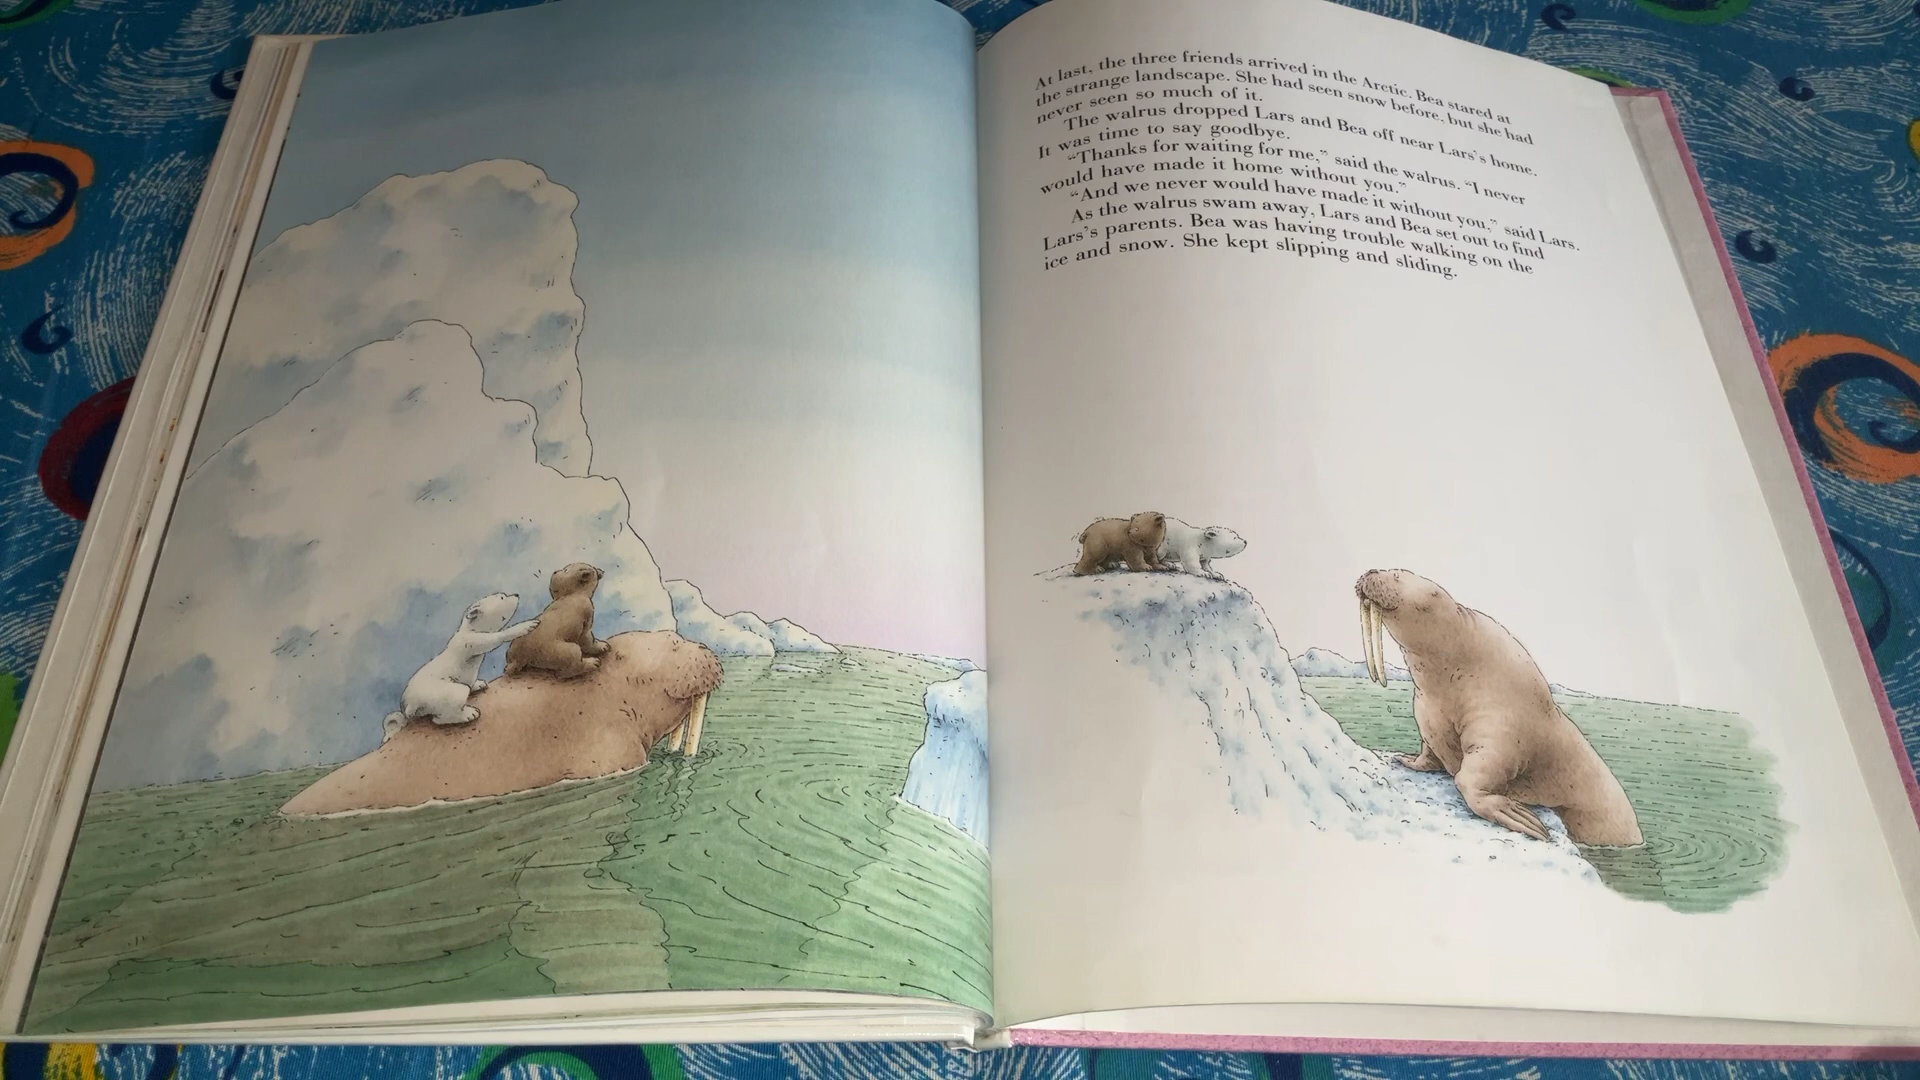 At last, the three friends arrived in the Arctic. Bea stared at
the strange landscape. She had seen snow before, but she had
never seen so much of it.
The walrus dropped Lars and Bea off near Lars's home.
It was time to say goodbye.
“Thanks for waiting for me,” said the walrus. “I never
would have made it home without you.”
“And we never would have made it without you,” said Lars.
As the walrus swam away, Lars and Bea set out to find
Lars's parents. Bea was having trouble walking on the
ice and snow. She kept slipping and sliding.